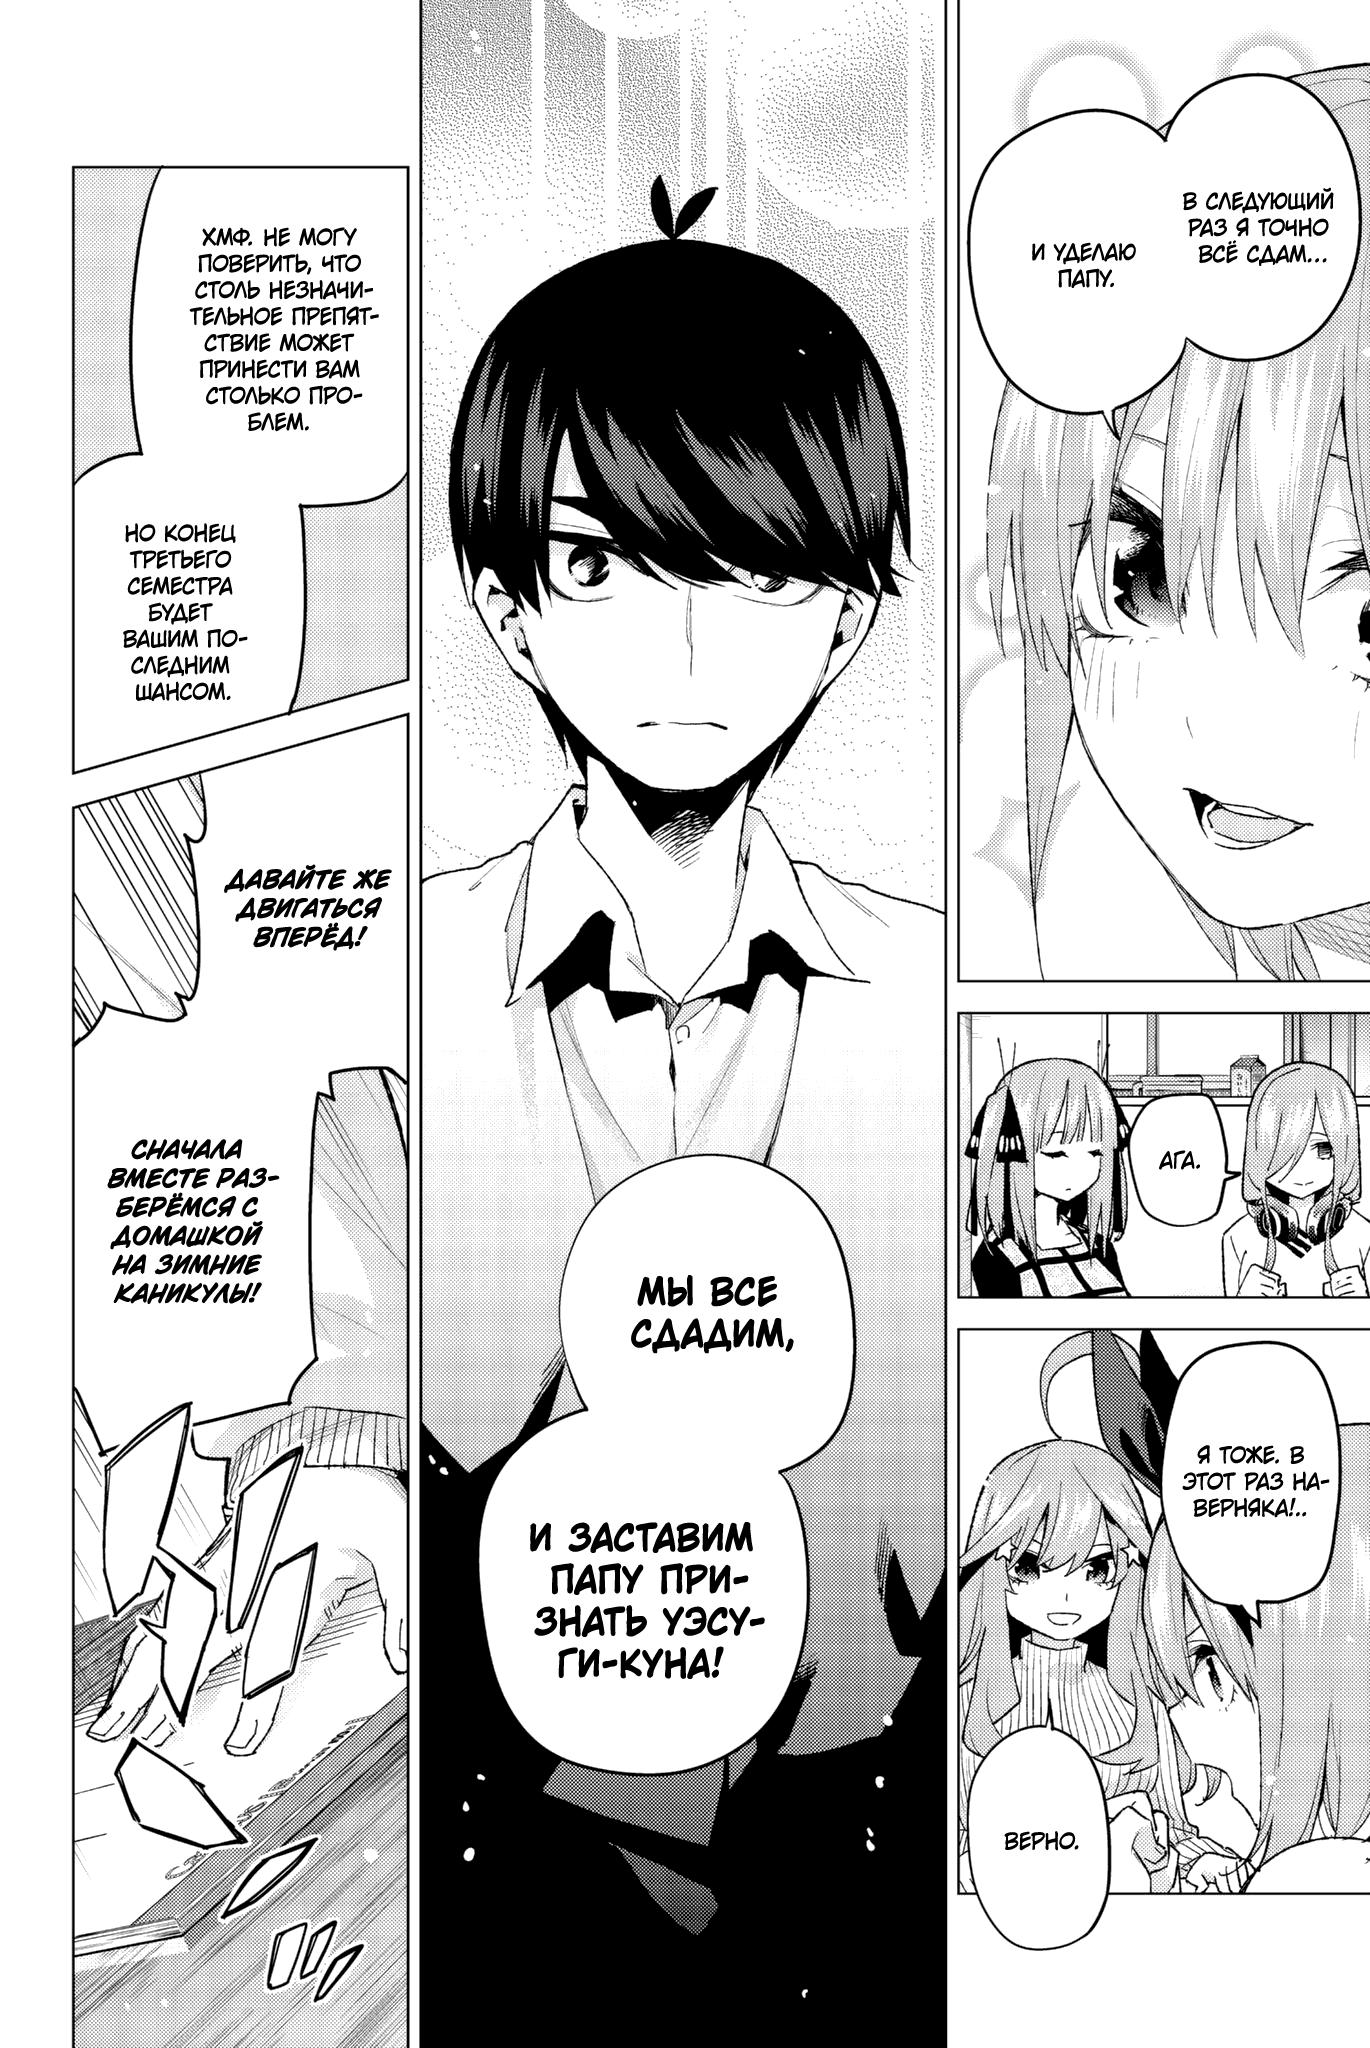 В СЛЕДУЮЩИЙ
РАЗ Я ТОЧНО
ВСЁ СДАМ...
И УДЕЛАЮ
ПАПУ.
АГА.
Я ТОЖЕ. В
ЭТОТ РАЗ НА-
ВЕРНЯКА!..
ВЕРНО.
МЫ ВСЕ
СДАДИМ,
И ЗАСТАВИМ
ПАПУ ПРИ-
ЗНАТЬ УЭСУ-
ГИ-КУНА!
ХМФ. НЕ МОГУ
ПОВЕРИТЬ, ЧТО
СТОЛЬ НЕЗНАЧИ-
ТЕЛЬНОЕ ПРЕПЯТ-
СТВИЕ МОЖЕТ
ПРИНЕСТИ ВАМ
СТОЛЬКО ПРО-
БЛЕМ.
НО КОНЕЦ
ТРЕТЬЕГО
СЕМЕСТРА
БУДЕТ
ВАШИМ ПО-
СЛЕДНИМ
ШАНСОМ.
ДАВАЙТЕ ЖЕ
ДВИГАТЬСЯ
ВПЕРЁД!
СНАЧАЛА
ВМЕСТЕ РАЗ-
БЕРЁМСЯ С
ДОМАШКОЙ
НА ЗИМНИЕ
КАНИКУЛЫ!